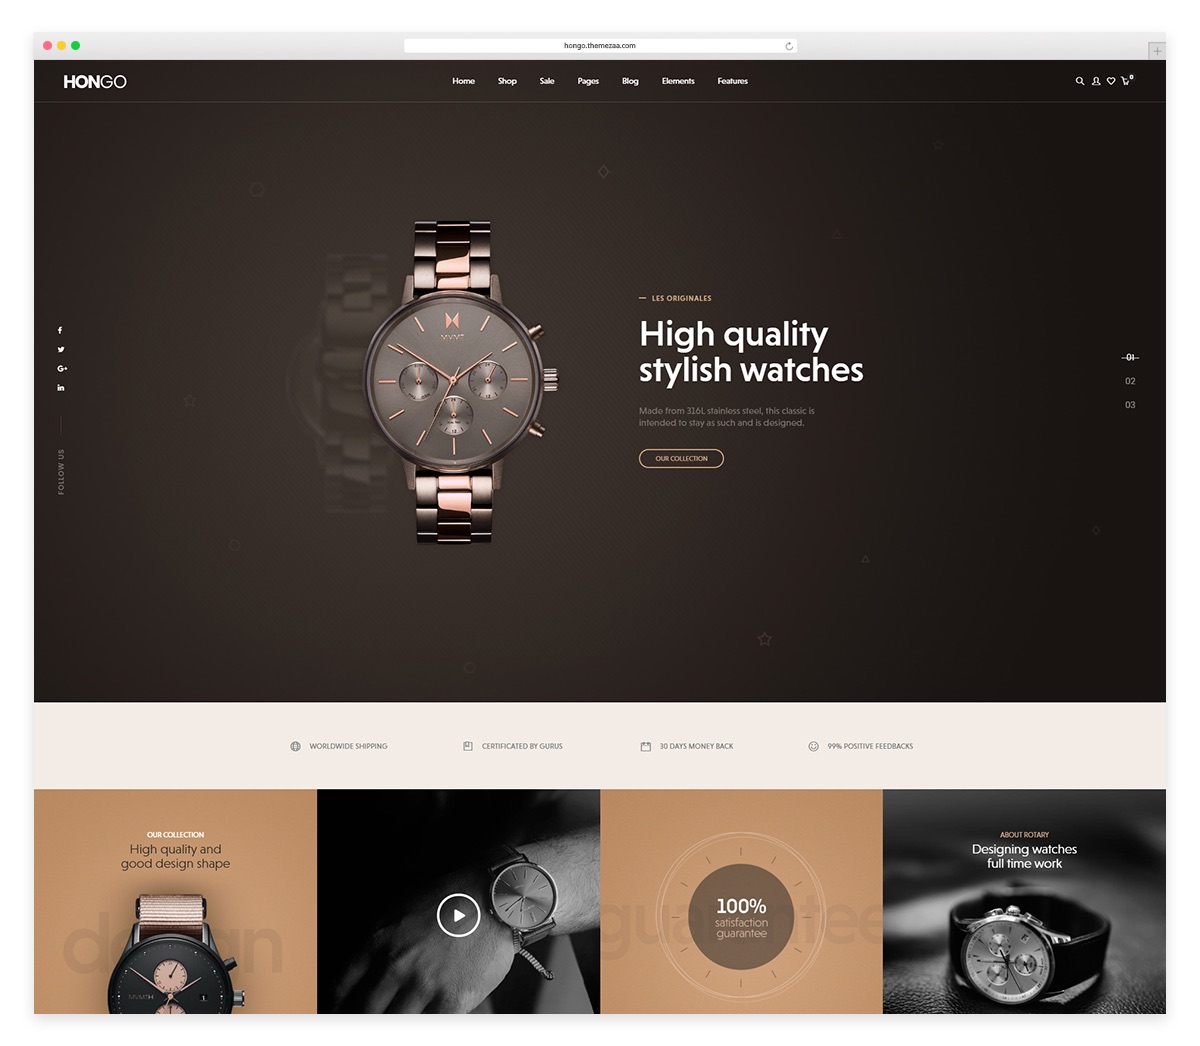 hongo.themezaa.com
HONGO
Home Shop Sale Pages Blog Elements Features
0
LES ORIGINALES
High quality
stylish watches
Made from 316L stainless steel, this classic is
intended to stay as such and is designed.
OUR COLLECTION
MVMT
01
02
03
FOLLOW US
WORLDWIDE SHIPPING
CERTIFICATED BY GURUS
30 DAYS MONEY BACK
99% POSITIVE FEEDBACKS
OUR COLLECTION
High quality and
good design shape
design
MVMTH
1
100%
satisfaction
guarantee
guarantee
ABOUT ROTARY
Designing watches
full time work